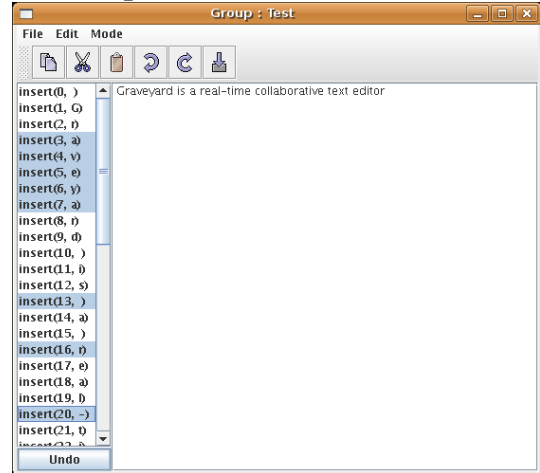 Group : Test
File Edit Mode
insert(0, )
Graveyard is a real-time collaborative text editor
insert(1, G)
insert(2, r)
insert(3, a)
insert(4, v)
insert(5, e)
insert(6, y)
insert(7, a)
insert(8, r)
insert(9, d)
insert(10, )
insert(11, i)
insert(12, s)
insert(13, )
insert(14, a)
insert(15, )
insert(16, r)
insert(17, e)
insert(18, a)
insert(19, l)
insert(20, -)
insert(21, t)
insert(22, i)
Undo